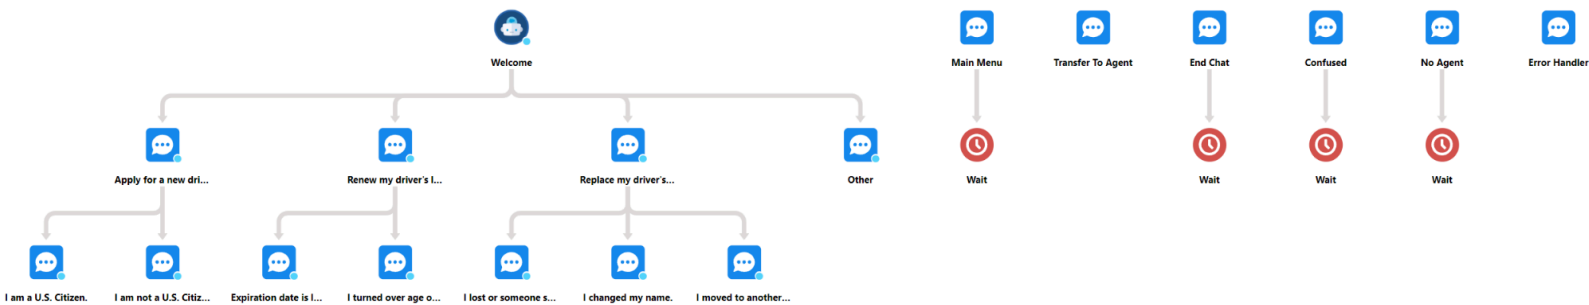 Welcome
Main Menu
Transfer To Agent
End Chat
Confused
No Agent
Error Handler
Apply for a new dri...
Renew my driver's l...
Replace my driver's...
Other
Wait
Wait
Wait
Wait
I am a U.S. Citizen.
I am not a U.S. Citiz...
Expiration date is l...
I turned over age o...
I lost or someone s...
I changed my name.
I moved to another...